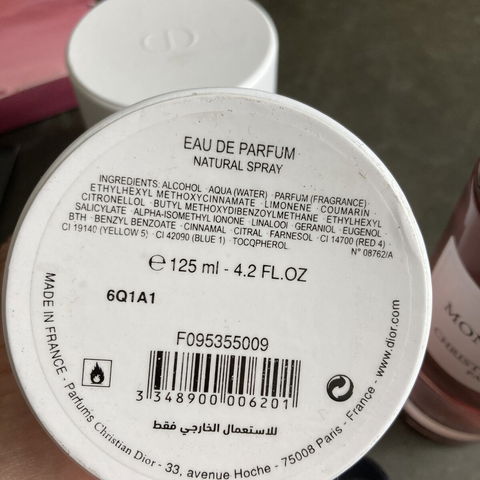 CD
EAU DE PARFUM
NATURAL SPRAY
INGREDIENTS: ALCOHOL · AQUA (WATER) · PARFUM (FRAGRANCE) ·
ETHYLHEXYL METHOXYCINNAMATE · LIMONENE · COUMARIN ·
CITRONELLOL · BUTYL METHOXYDIBENZOYLMETHANE · ETHYLHEXYL
SALICYLATE · ALPHA-ISOMETHYL IONONE · LINALOOl · GERANIOL · EUGENOL ·
BTH · BENZYL BENZOATE · CINNAMAL · CITRAL · FARNESOL · CI 14700 (RED 4) ·
CI 19140 (YELLOW 5) · CI 42090 (BLUE 1) · TOCQPHEROL
N° 08762/A
℮ 125 ml - 4.2 FL.OZ
6Q1A1
F095355009
3 348900 006201
للاستعمال الخارجي فقط
MADE IN FRANCE - Parfums Christian Dior - 33, avenue Hoche - 75008 Paris - France - www.dior.com